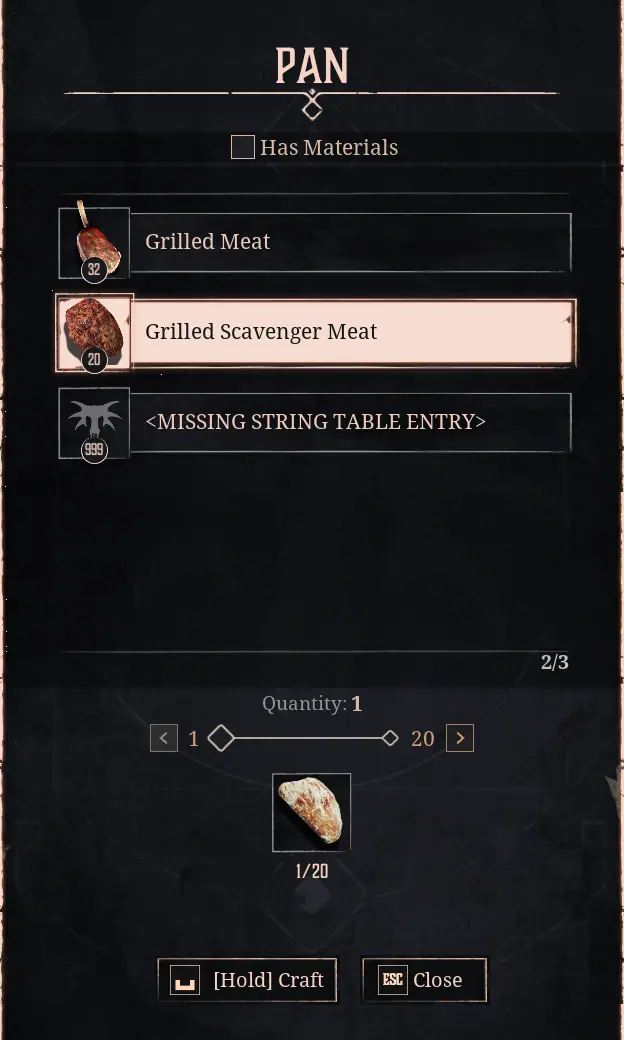 PAN
Has Materials
32
Grilled Meat
20
Grilled Scavenger Meat
999
<MISSING STRING TABLE ENTRY>
2/3
Quantity: 1
< 1 20 >
1/20
[Hold] Craft
ESC Close